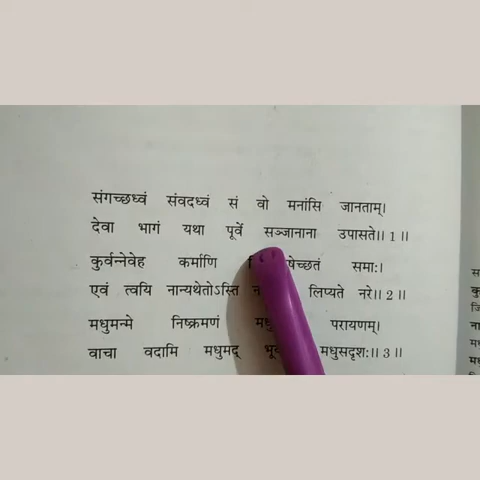 संगच्छध्वं संवदध्वं सं वो मनांसि जानताम्।
देवा भागं यथा पूर्वे सञ्जानाना उपासते।। 1 ।।
कुर्वन्नेवेह कर्माणि षेच्छतं समाः।
एवं त्वयि नान्यथेतोऽस्ति लिप्यते नरे।। 2 ।।
मधुमन्मे निष्क्रमणं परायणम्।
वाचा वदामि मधुमद् मधुसदृशः।। 3 ।।